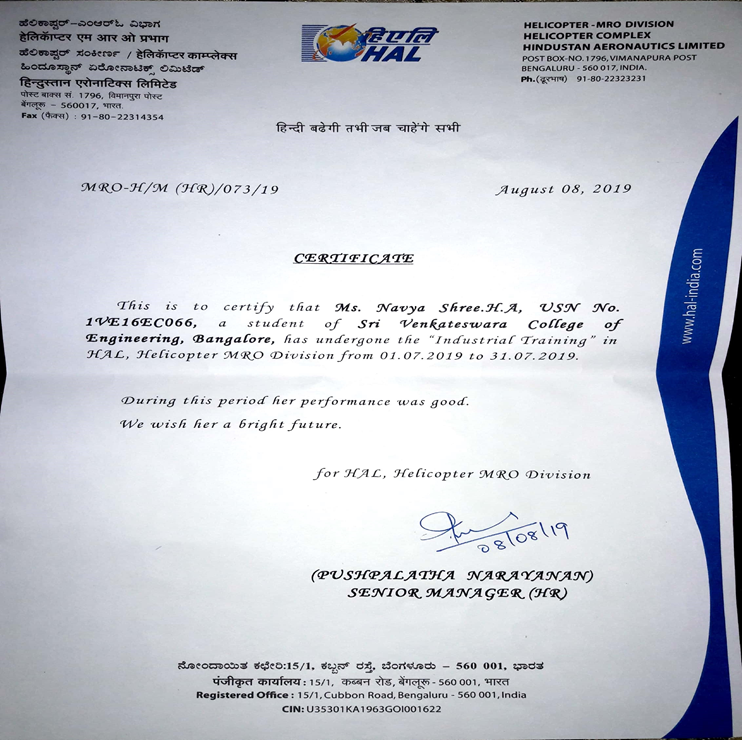 ಹೆಲಿಕಾಪ್ಟರ್-ಎಂಆರ್‌ಓ ವಿಭಾಗ
हेलिकॉप्टर एम आर ओ प्रभाग
ಹೆಲಿಕಾಪ್ಟರ್ ಸಂಕೀರ್ಣ / हेलिकॉप्टर काम्प्लेक्स
ಹಿಂದೂಸ್ಥಾನ್ ಏರೋನಾಟಿಕ್ಸ್ ಲಿಮಿಟೆಡ್
हिन्दुस्तान एरोनाटिक्स लिमिटेड
पोस्ट बाक्स सं. 1796, विमानपुरा पोस्ट
बेंगलूरु – 560017, भारत.
Fax (फैक्स) : 91-80-22314354
हिएलि
HAL
HELICOPTER - MRO DIVISION
HELICOPTER COMPLEX
HINDUSTAN AERONAUTICS LIMITED
POST BOX-NO. 1796, VIMANAPURA POST
BENGALURU - 560 017, INDIA.
Ph.(दूरभाष) 91-80-22323231
हिन्दी बढेगी तभी जब चाहेंगे सभी
MRO-H/M (HR)/073/19
August 08, 2019
CERTIFICATE
This is to certify that Ms. Navya Shree.H.A, USN No.
1VE16EC066, a student of Sri Venkateswara College of
Engineering, Bangalore, has undergone the “Industrial Training” in
HAL, Helicopter MRO Division from 01.07.2019 to 31.07.2019.
During this period her performance was good.
We wish her a bright future.
for HAL, Helicopter MRO Division
08/08/19
(PUSHPALATHA NARAYANAN)
SENIOR MANAGER (HR)
www.hal-india.com
ನೋಂದಾಯಿತ ಕಛೇರಿ:15/1, ಕಬ್ಬನ್ ರಸ್ತೆ, ಬೆಂಗಳೂರು – 560 001, ಭಾರತ
पंजीकृत कार्यालय : 15/1, कब्बन रोड, बेंगलूरु - 560 001, भारत
Registered Office : 15/1, Cubbon Road, Bengaluru - 560 001, India
CIN: U35301KA1963GOI001622